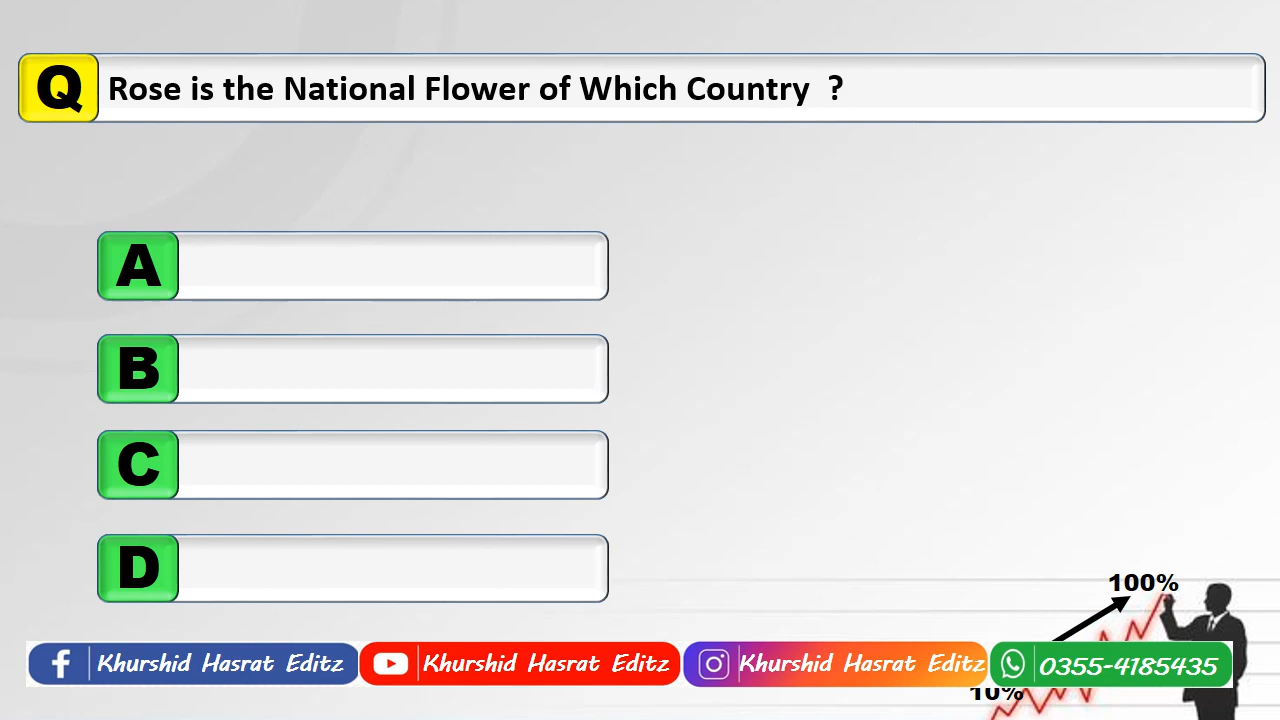 Q Rose is the National Flower of Which Country ?
A
B
C
D
100%
Khurshid Hasrat Editz Khurshid Hasrat Editz Khurshid Hasrat Editz 0355-4185435
10%